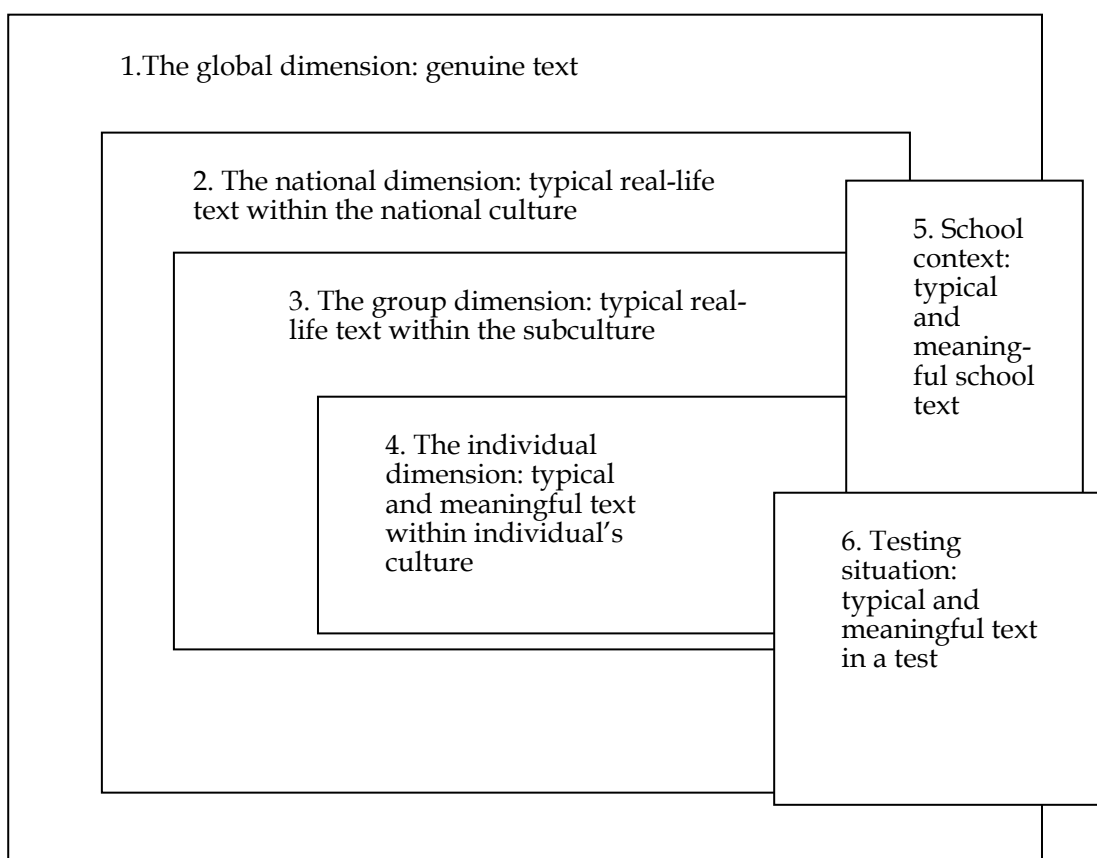 1.The global dimension: genuine text
2. The national dimension: typical real-life
text within the national culture
3. The group dimension: typical real-
life text within the subculture
4. The individual
dimension: typical
and meaningful text
within individual’s
culture
5. School
context:
typical
and
meaning-
ful school
text
6. Testing
situation:
typical and
meaningful text
in a test